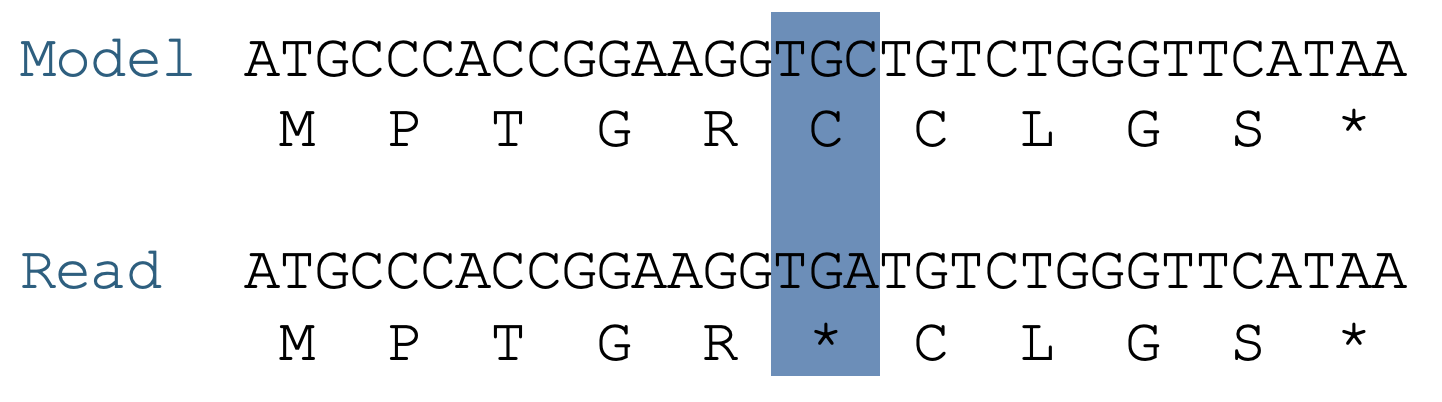 Model ATGCCCACCGGAAGGTGCTGTCTGGGTTCATAA
M P T G R C C L G S *
Read ATGCCCACCGGAAGGTGATGTCTGGGTTCATAA
M P T G R * C L G S *